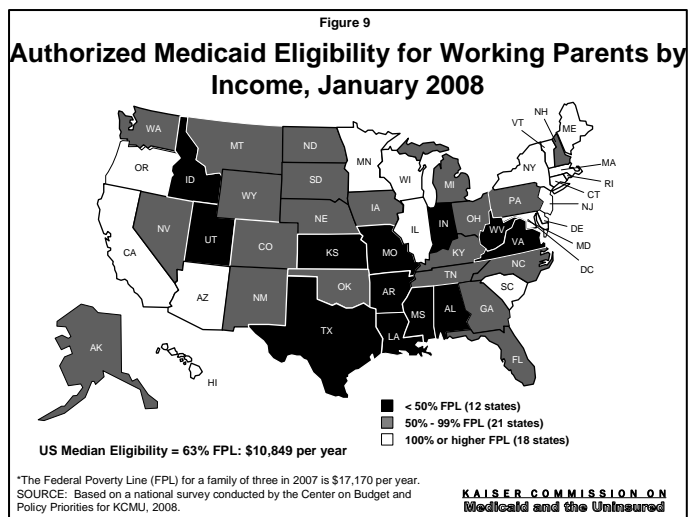 Figure 9
Authorized Medicaid Eligibility for Working Parents by
Income, January 2008
NH
VT
ME
WA
MT
ND
MN
OR
WI
NY
MA
ID
SD
MI
RI
WY
CT
PA
NJ
IA
NE
OH
NV
IL
IN
DE
UT
WV
MD
CO
VA
CA
KS
MO
KY
DC
NC
TN
OK
SC
AZ
NM
AR
MS
AL
GA
TX
LA
AK
FL
HI
< 50% FPL (12 states)
50% - 99% FPL (21 states)
100% or higher FPL (18 states)
US Median Eligibility = 63% FPL: $10,849 per year
*The Federal Poverty Line (FPL) for a family of three in 2007 is $17,170 per year.
SOURCE: Based on a national survey conducted by the Center on Budget and
Policy Priorities for KCMU, 2008.
KAISER COMMISSION ON
Medicaid and the Uninsured